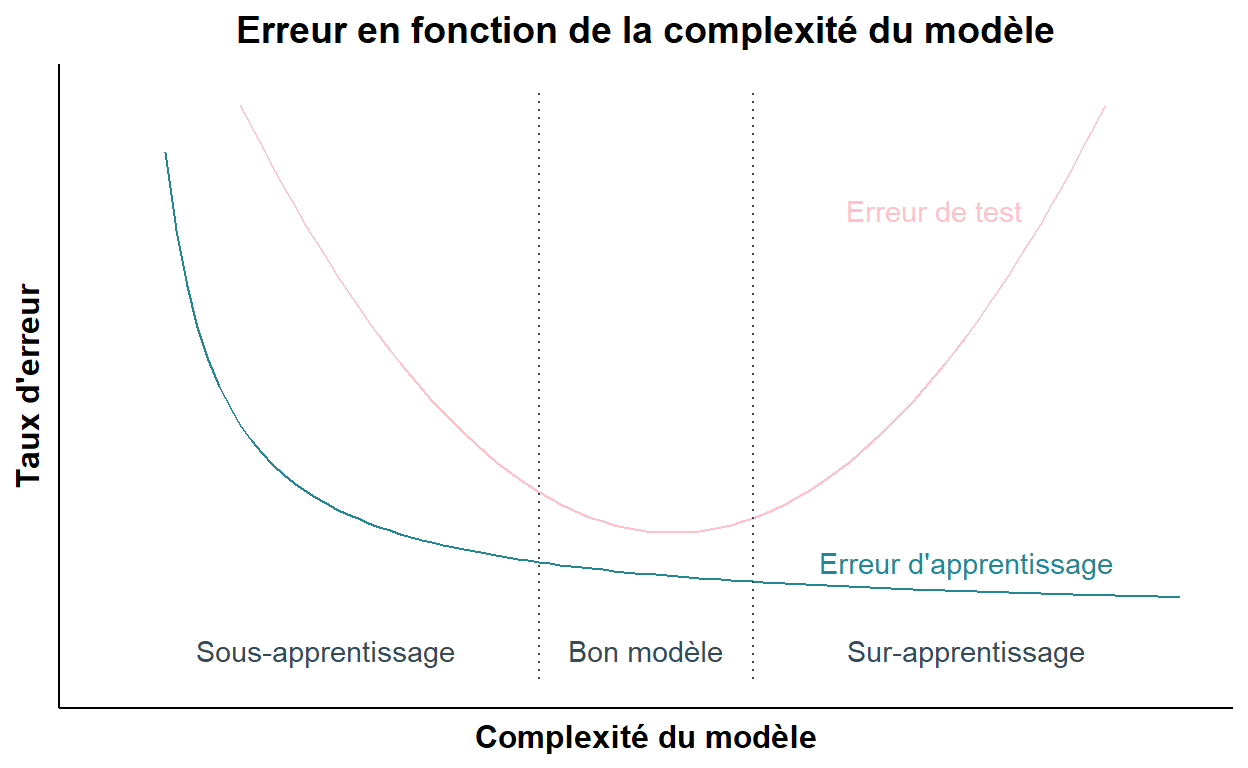 Erreur en fonction de la complexité du modèle
Erreur de test
Taux d'erreur
Erreur d'apprentissage
Sous-apprentissage
Bon modèle
Sur-apprentissage
Complexité du modèle